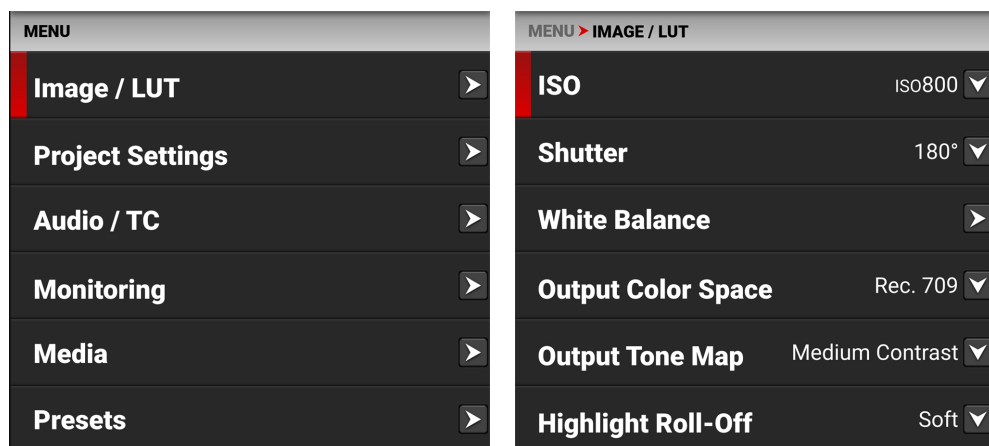 MENU
Image / LUT
Project Settings
Audio / TC
Monitoring
Media
Presets
MENU IMAGE / LUT
ISO ISO800
Shutter 180°
White Balance
Output Color Space Rec. 709
Output Tone Map Medium Contrast
Highlight Roll-Off Soft